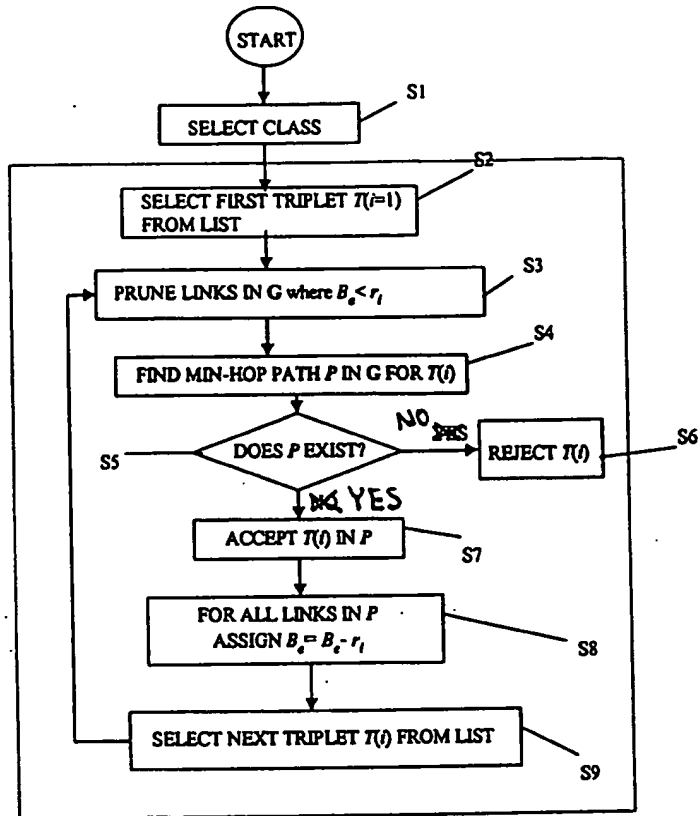 START
S1
SELECT CLASS
S2
SELECT FIRST TRIPLET T(i=1)
FROM LIST
S3
PRUNE LINKS IN G where Bₑ < rᵢ
S4
FIND MIN-HOP PATH P IN G FOR T(i)
NO YES
S5
DOES P EXIST?
REJECT T(i)
S6
NO YES
ACCEPT T(i) IN P
S7
FOR ALL LINKS IN P
ASSIGN Bₑ = Bₑ - rᵢ
S8
SELECT NEXT TRIPLET T(i) FROM LIST
S9